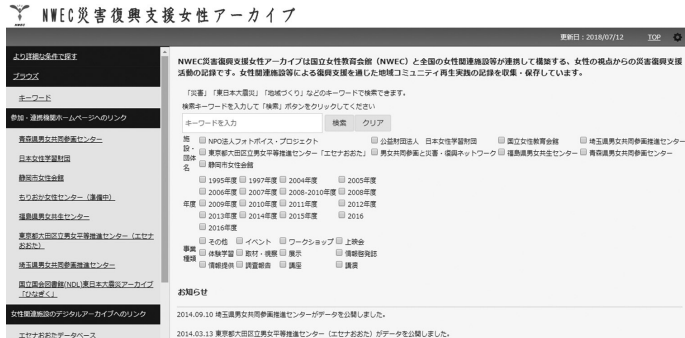 NWEC災害復興支援女性アーカイブ
更新日：2018/07/12 TOP
より詳細な条件で探す
ブラウズ
キーワード
参加・連携機関ホームページへのリンク
青森県男女共同参画センター
日本女性学習財団
静岡市女性会館
もりおか女性センター（準備中）
福島県男女共生センター
東京都大田区立男女平等推進センター（エセナ
おおた）
埼玉県男女共同参画推進センター
国立国会図書館(NDL)東日本大震災アーカイブ
「ひなぎく」
女性関連施設のデジタルアーカイブへのリンク
エセナおおたデータベース
NWEC災害復興支援女性アーカイブは国立女性教育会館（NWEC）と全国の女性関連施設等が連携して構築する、女性の視点からの災害復興支援
活動の記録です。女性関連施設等による復興支援を通した地域コミュニティ再生実践の記録を収集・保存しています。
「災害」「東日本大震災」「地域づくり」などのキーワードで検索できます。
検索キーワードを入力して「検索」ボタンをクリックしてください
キーワードを入力 検索 クリア
施設・団体名
NPO法人フォトボイス・プロジェクト 公益財団法人 日本女性学習財団 国立女性教育会館 埼玉県男女共同参画推進センター
東京都大田区立男女平等推進センター「エセナおおた」 男女共同参画と災害・復興ネットワーク 福島県男女共生センター 青森県男女共同参画センター
静岡市女性会館
年度
1995年度 1997年度 2004年度 2005年度
2006年度 2007年度 2008-2010年度 2008年度
2009年度 2010年度 2011年度 2012年度
2013年度 2014年度 2015年度 2016
2016年度
事業種類
その他 イベント ワークショップ 上映会
体験学習 取材・視察 展示 情報啓発誌
情報提供 調査報告 講座 講演
お知らせ
2014.09.10 埼玉県男女共同参画推進センターがデータを公開しました。
2014.03.13 東京都大田区立男女平等推進センター（エセナおおた）がデータを公開しました。